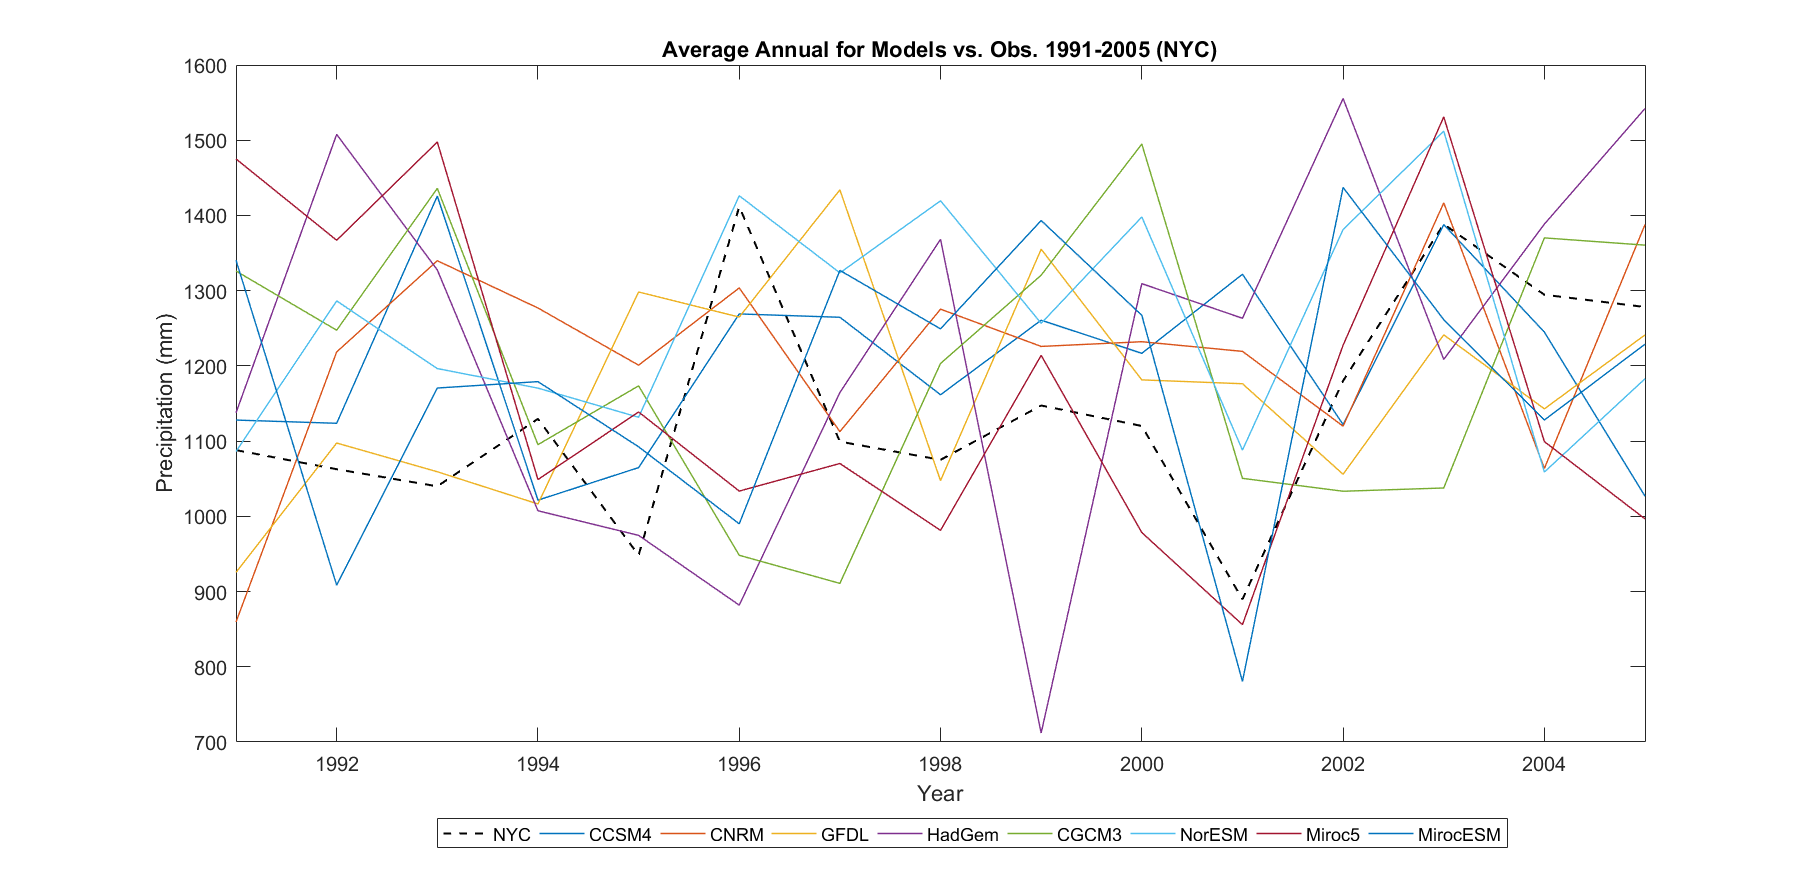 Average Annual for Models vs. Obs. 1991-2005 (NYC)
1600
1500
1400
1300
1200
1100
1000
900
800
700
Precipitation (mm)
1992 1994 1996 1998 2000 2002 2004
Year
NYC CCSM4 CNRM GFDL HadGem CGCM3 NorESM Miroc5 MirocESM